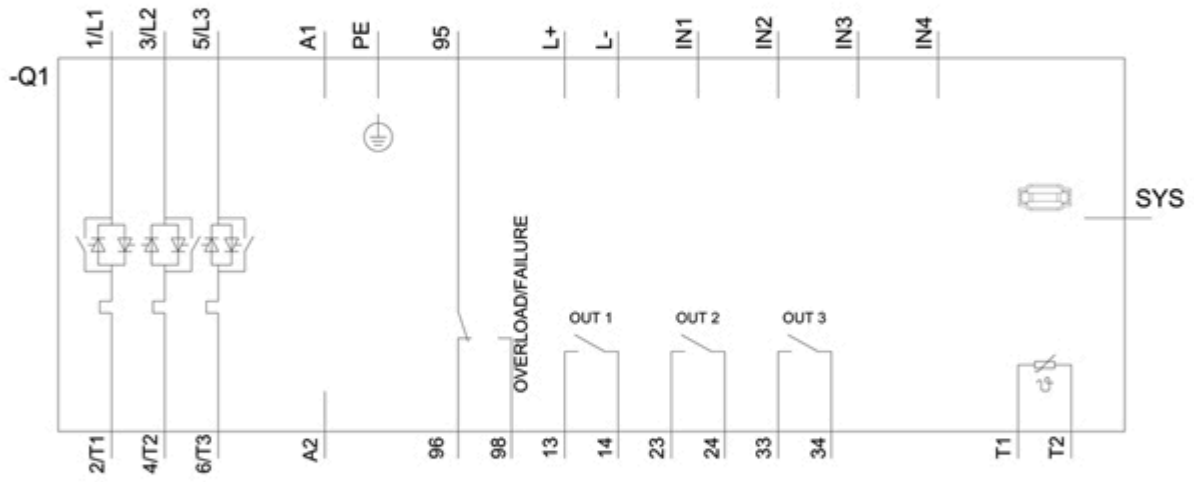 1/L1
3/L2
5/L3
A1
PE
95
L+
L-
IN1
IN2
IN3
IN4
-Q1
SYS
OVERLOAD/FAILURE
OUT 1
OUT 2
OUT 3
ϑ
2/T1
4/T2
6/T3
A2
96
98
13
14
23
24
33
34
T1
T2